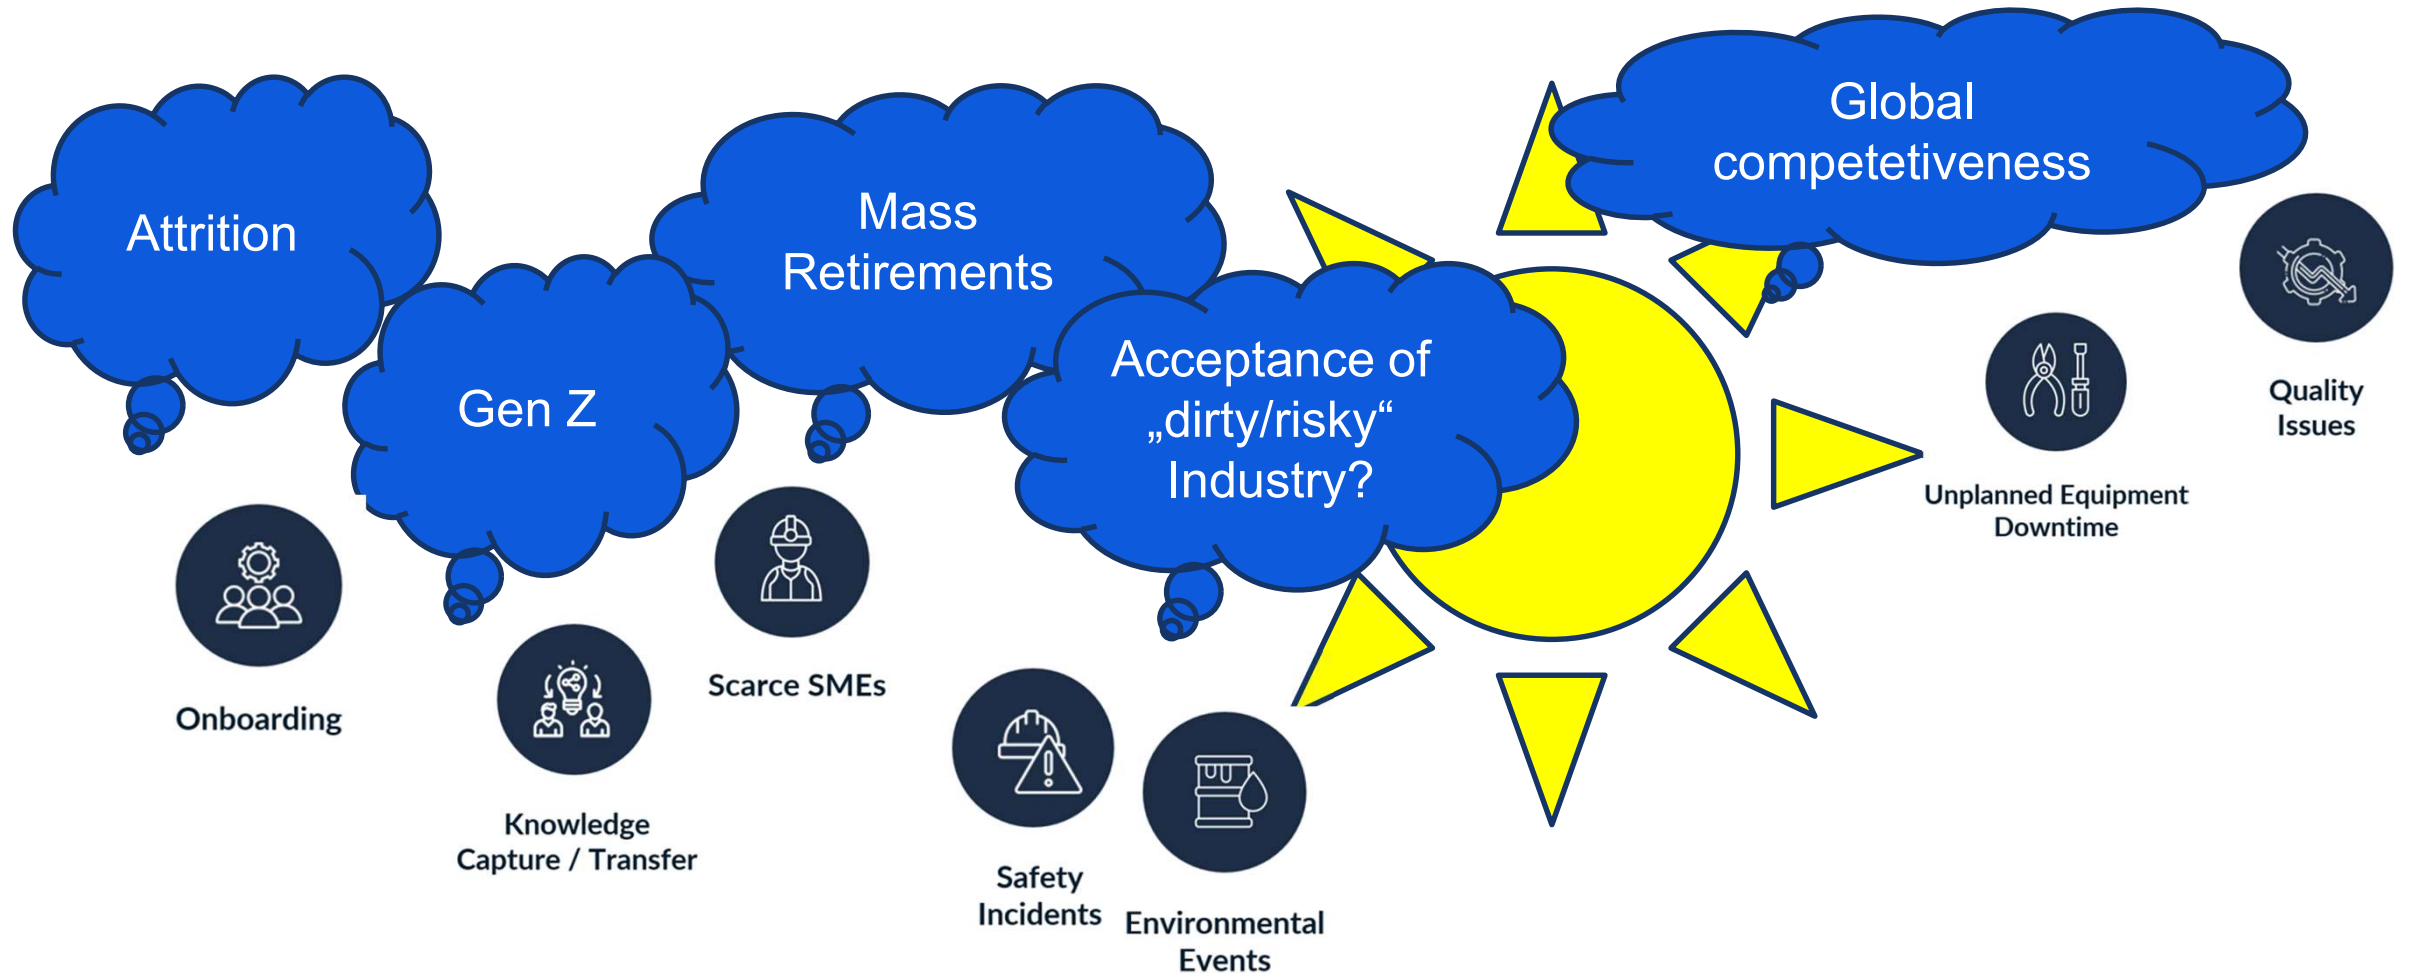 Attrition
Gen Z
Mass
Retirements
Acceptance of
„dirty/risky“
Industry?
Global
competetiveness
Onboarding
Knowledge
Capture / Transfer
Scarce SMEs
Safety
Incidents
Environmental
Events
Unplanned Equipment
Downtime
Quality
Issues